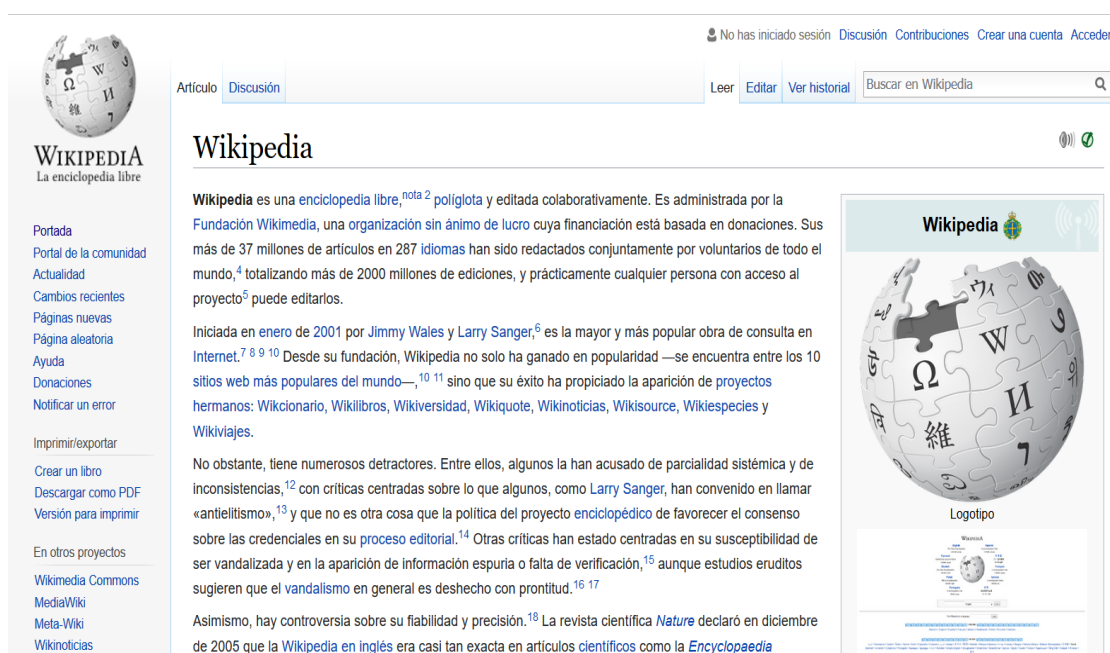 No has iniciado sesión Discusión Contribuciones Crear una cuenta Acceder
Artículo Discusión
Leer Editar Ver historial Buscar en Wikipedia
WIKIPEDIA
La enciclopedia libre
Portada
Portal de la comunidad
Actualidad
Cambios recientes
Páginas nuevas
Página aleatoria
Ayuda
Donaciones
Notificar un error
Imprimir/exportar
Crear un libro
Descargar como PDF
Versión para imprimir
En otros proyectos
Wikimedia Commons
MediaWiki
Meta-Wiki
Wikinoticias
Wikipedia
Wikipedia es una enciclopedia libre,nota 2 políglota y editada colaborativamente. Es administrada por la
Fundación Wikimedia, una organización sin ánimo de lucro cuya financiación está basada en donaciones. Sus
más de 37 millones de artículos en 287 idiomas han sido redactados conjuntamente por voluntarios de todo el
mundo,4 totalizando más de 2000 millones de ediciones, y prácticamente cualquier persona con acceso al
proyecto5 puede editarlos.
Iniciada en enero de 2001 por Jimmy Wales y Larry Sanger,6 es la mayor y más popular obra de consulta en
Internet.7 8 9 10 Desde su fundación, Wikipedia no solo ha ganado en popularidad —se encuentra entre los 10
sitios web más populares del mundo—,10 11 sino que su éxito ha propiciado la aparición de proyectos
hermanos: Wikcionario, Wikilibros, Wikiversidad, Wikiquote, Wikinoticias, Wikisource, Wikiespecies y
Wikiviajes.
No obstante, tiene numerosos detractores. Entre ellos, algunos la han acusado de parcialidad sistémica y de
inconsistencias,12 con críticas centradas sobre lo que algunos, como Larry Sanger, han convenido en llamar
«antielitismo»,13 y que no es otra cosa que la política del proyecto enciclopédico de favorecer el consenso
sobre las credenciales en su proceso editorial.14 Otras críticas han estado centradas en su susceptibilidad de
ser vandalizada y en la aparición de información espuria o falta de verificación,15 aunque estudios eruditos
sugieren que el vandalismo en general es deshecho con prontitud.16 17
Asimismo, hay controversia sobre su fiabilidad y precisión.18 La revista científica Nature declaró en diciembre
de 2005 que la Wikipedia en inglés era casi tan exacta en artículos científicos como la Encyclopaedia
Wikipedia
Ω W И 維 7
Logotipo
WIKIPEDIA